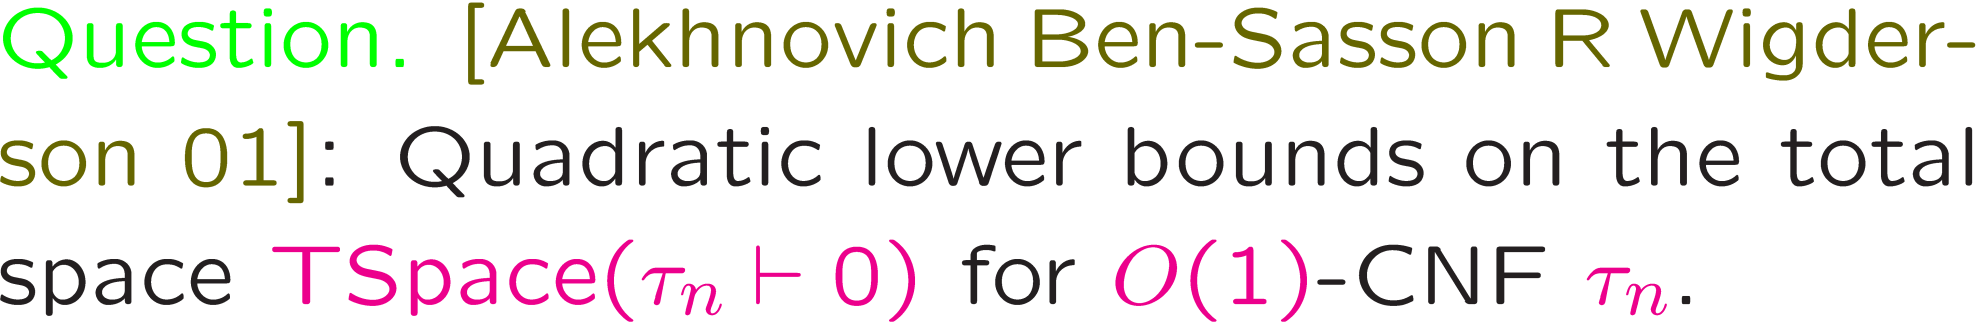 Question. [Alekhnovich Ben-Sasson R Wigder-
son 01]: Quadratic lower bounds on the total
space TSpace(τₙ ⊢ 0) for O(1)-CNF τₙ.